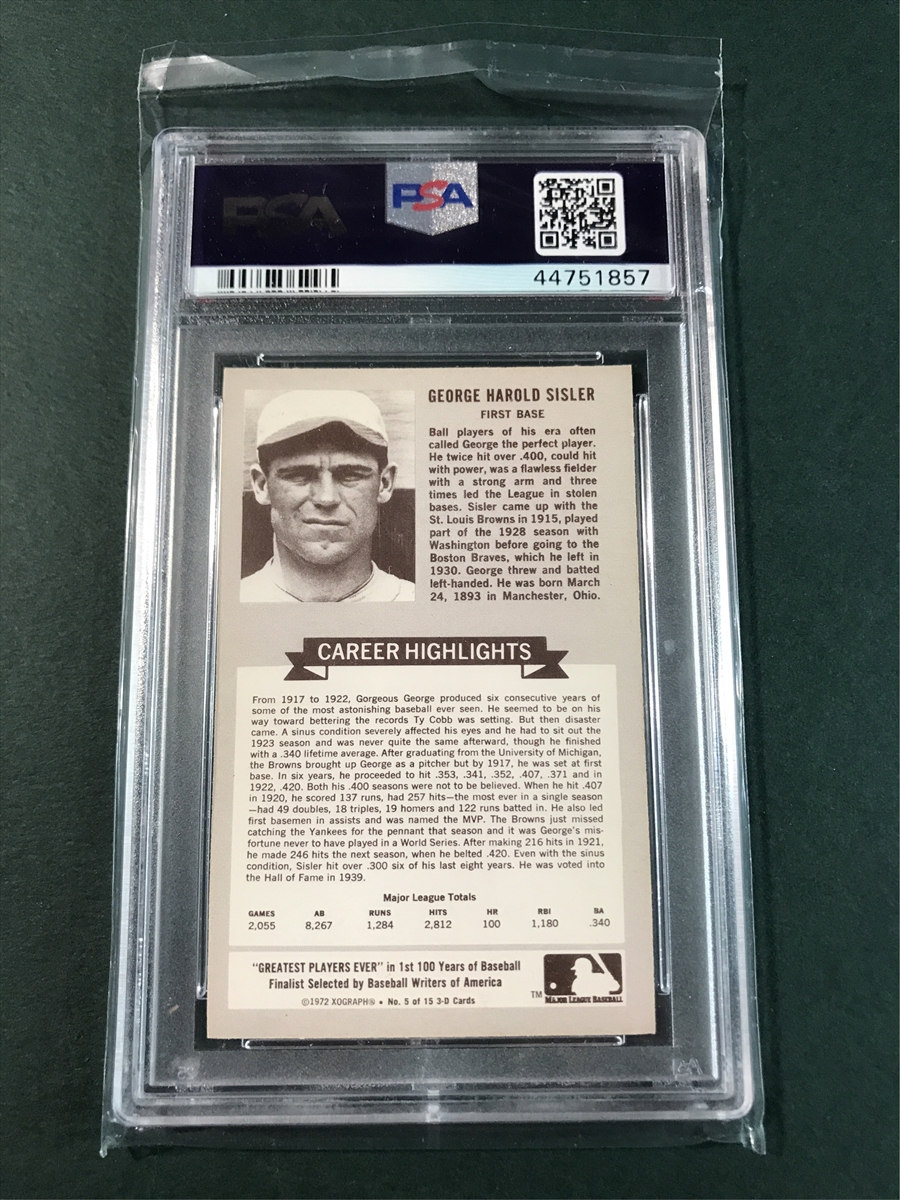 PSA
PSA
44751857
GEORGE HAROLD SISLER
FIRST BASE
Ball players of his era often
called George the perfect player.
He twice hit over .400, could hit
with power, was a flawless fielder
with a strong arm and three
times led the League in stolen
bases. Sisler came up with the
St. Louis Browns in 1915, played
part of the 1928 season with
Washington before going to the
Boston Braves, which he left in
1930. George threw and batted
left-handed. He was born March
24, 1893 in Manchester, Ohio.
CAREER HIGHLIGHTS
From 1917 to 1922, Gorgeous George produced six consecutive years of
some of the most astonishing baseball ever seen. He seemed to be on his
way toward bettering the records Ty Cobb was setting. But then disaster
came. A sinus condition severely affected his eyes and he had to sit out the
1923 season and was never quite the same afterward, though he finished
with a .340 lifetime average. After graduating from the University of Michigan,
the Browns brought up George as a pitcher but by 1917, he was set at first
base. In six years, he proceeded to hit .353, .341, .352, .407, .371 and in
1922, .420. Both his .400 seasons were not to be believed. When he hit .407
in 1920, he scored 137 runs, had 257 hits—the most ever in a single season
—had 49 doubles, 18 triples, 19 homers and 122 runs batted in. He also led
first basemen in assists and was named the MVP. The Browns just missed
catching the Yankees for the pennant that season and it was George's mis-
fortune never to have played in a World Series. After making 216 hits in 1921,
he made 246 hits the next season, when he belted .420. Even with the sinus
condition, Sisler hit over .300 six of his last eight years. He was voted into
the Hall of Fame in 1939.
Major League Totals
GAMES AB RUNS HITS HR RBI BA
2,055 8,267 1,284 2,812 100 1,180 .340
"GREATEST PLAYERS EVER" in 1st 100 Years of Baseball
Finalist Selected by Baseball Writers of America
©1972 XOGRAPH® • No. 5 of 15 3-D Cards
TM MAJOR LEAGUE BASEBALL